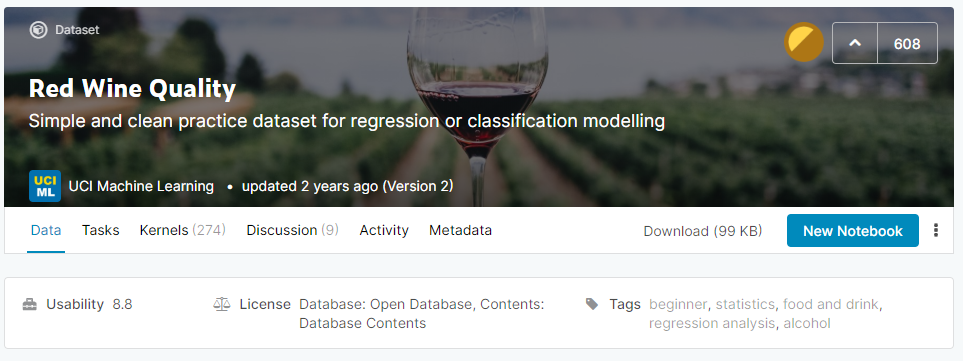 Dataset
608
Red Wine Quality
Simple and clean practice dataset for regression or classification modelling
UCI ML
UCI Machine Learning • updated 2 years ago (Version 2)
Data Tasks Kernels (274) Discussion (9) Activity Metadata Download (99 KB) New Notebook
Usability 8.8 License Database: Open Database, Contents: Tags beginner, statistics, food and drink,
Database Contents regression analysis, alcohol